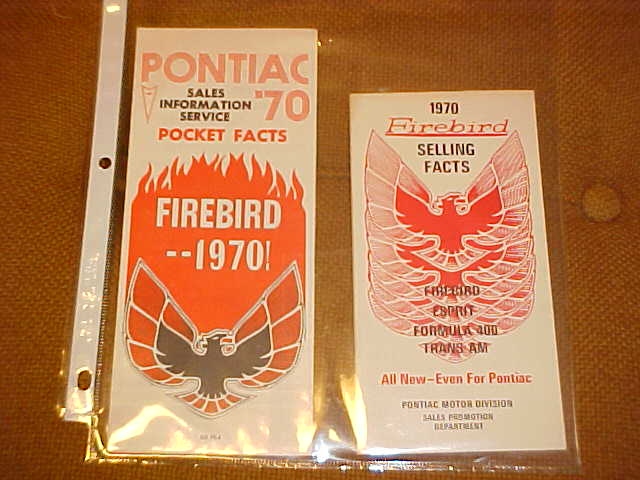 PONTIAC
SALES
INFORMATION
SERVICE
'70
POCKET FACTS
FIREBIRD
--1970!
1970
Firebird
SELLING
FACTS
FIREBIRD
ESPRIT
FORMULA 400
TRANS AM
All New—Even For Pontiac
PONTIAC MOTOR DIVISION
SALES PROMOTION
DEPARTMENT